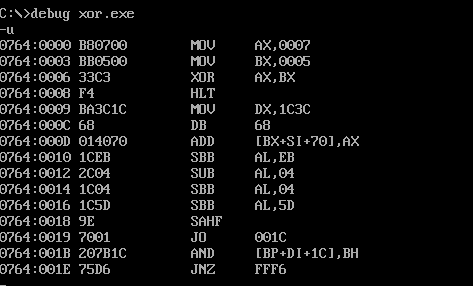 C:\>debug xor.exe
-u
0764:0000 B80700 MOV AX,0007
0764:0003 BB0500 MOV BX,0005
0764:0006 33C3 XOR AX,BX
0764:0008 F4 HLT
0764:0009 BA3C1C MOV DX,1C3C
0764:000C 68 DB 68
0764:000D 014070 ADD [BX+SI+70],AX
0764:0010 1CEB SBB AL,EB
0764:0012 2C04 SUB AL,04
0764:0014 1C04 SBB AL,04
0764:0016 1C5D SBB AL,5D
0764:0018 9E SAHF
0764:0019 7001 JO 001C
0764:001B 207B1C AND [BP+DI+1C],BH
0764:001E 75D6 JNZ FFF6